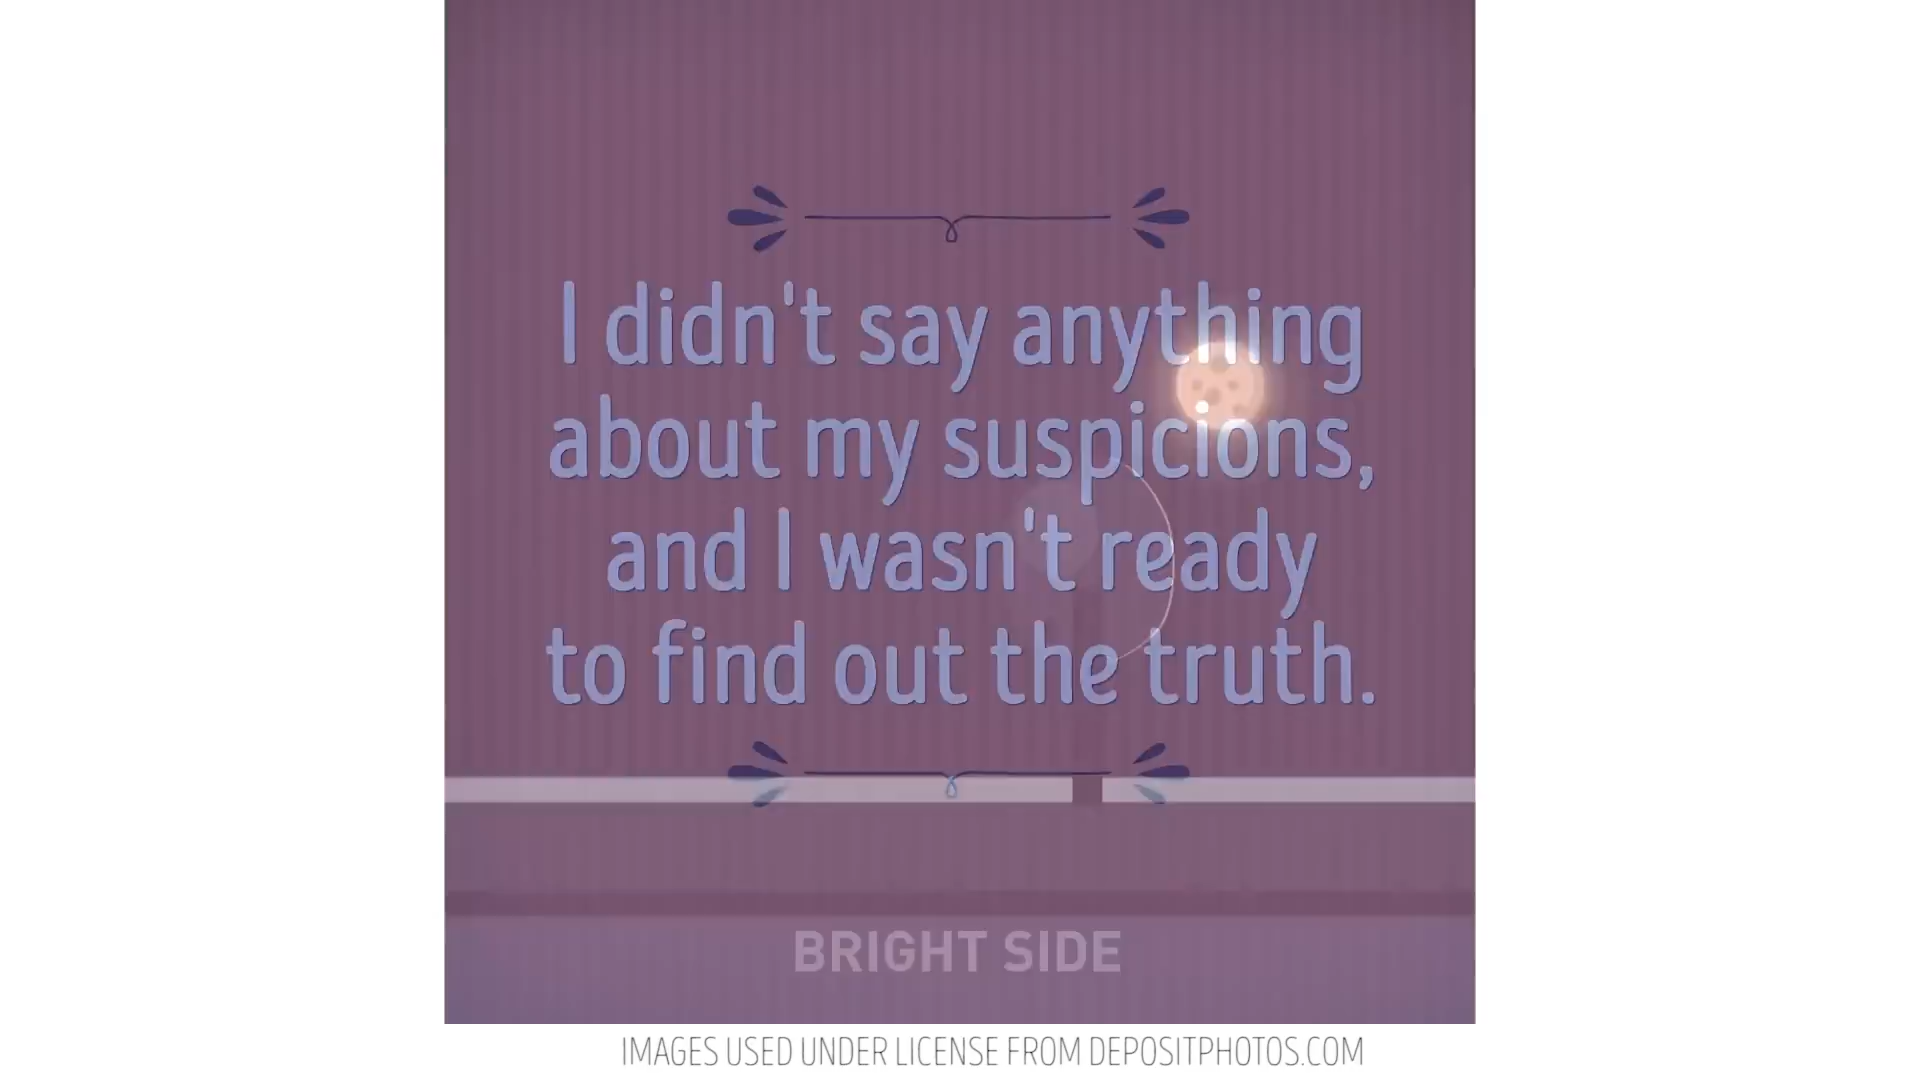 I didn't say anything
about my suspicions,
and I wasn't ready
to find out the truth.
BRIGHT SIDE
IMAGES USED UNDER LICENSE FROM DEPOSITPHOTOS.COM